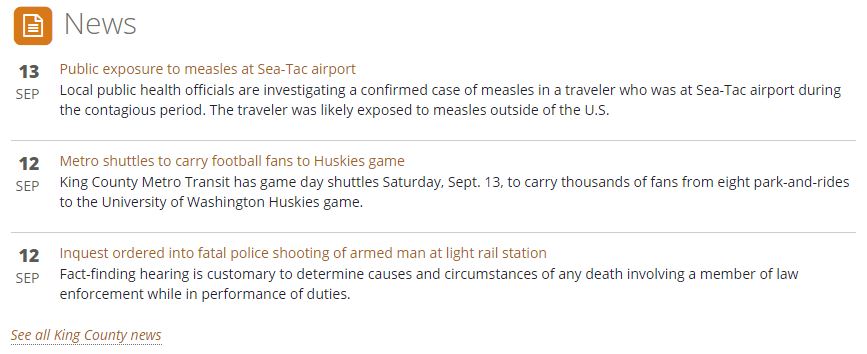 News
13
SEP
Public exposure to measles at Sea-Tac airport
Local public health officials are investigating a confirmed case of measles in a traveler who was at Sea-Tac airport during
the contagious period. The traveler was likely exposed to measles outside of the U.S.
12
SEP
Metro shuttles to carry football fans to Huskies game
King County Metro Transit has game day shuttles Saturday, Sept. 13, to carry thousands of fans from eight park-and-rides
to the University of Washington Huskies game.
12
SEP
Inquest ordered into fatal police shooting of armed man at light rail station
Fact-finding hearing is customary to determine causes and circumstances of any death involving a member of law
enforcement while in performance of duties.
See all King County news